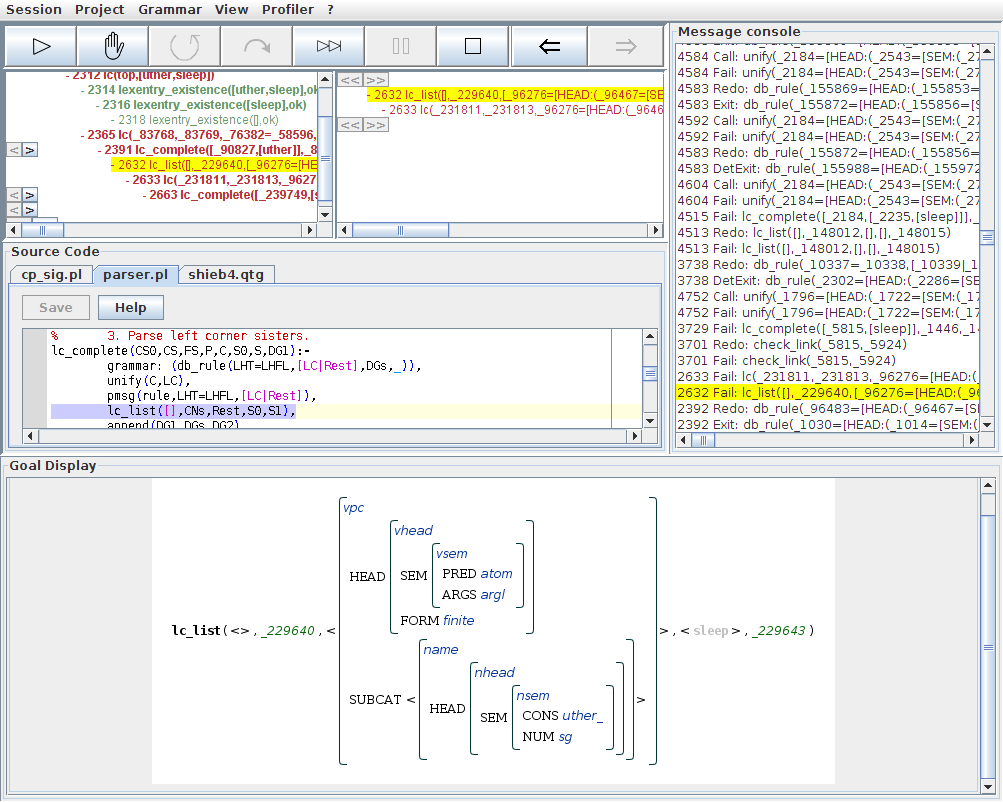 Session Project Grammar View Profiler ?
- 2312 lc(top,[uther,sleep])
- 2314 lexentry_existence([uther,sleep],ok
- 2316 lexentry_existence([sleep],ok)
- 2318 lexentry_existence([],ok)
- 2365 lc(_83768,_83769,_76382=_58596,
- 2391 lc_complete([_90827,[uther]],_8
- 2632 lc_list([],_229640,[_96276=[HE
- 2633 lc(_231811,_231813,_9627
- 2663 lc_complete([_239749,[s
< >
< >
< >
<< >>
- 2632 lc_list([],_229640,[_96276=[HEAD:(_96467=[SE
- 2633 lc(_231811,_231813,_96276=[HEAD:(_9646
<< >>
Message console
4584 Call: unify(_2184=[HEAD:(_2543=[SEM:(_27
4584 Fail: unify(_2184=[HEAD:(_2543=[SEM:(_27
4583 Redo: db_rule(_155869=[HEAD:(_155853=
4583 Exit: db_rule(_155872=[HEAD:(_155856=[S
4592 Call: unify(_2184=[HEAD:(_2543=[SEM:(_27
4592 Fail: unify(_2184=[HEAD:(_2543=[SEM:(_27
4583 Redo: db_rule(_155872=[HEAD:(_155856=
4583 DetExit: db_rule(_155988=[HEAD:(_155972
4604 Call: unify(_2184=[HEAD:(_2543=[SEM:(_27
4604 Fail: unify(_2184=[HEAD:(_2543=[SEM:(_27
4515 Fail: lc_complete([_2184,[_2235,[sleep]]],_
4513 Redo: lc_list([],_148012,[],[],_148015)
4513 Fail: lc_list([],_148012,[],[],_148015)
3738 Redo: db_rule(_10337=_10338,[_10339|_1
3738 DetExit: db_rule(_2302=[HEAD:(_2286=[SE
4752 Call: unify(_1796=[HEAD:(_1722=[SEM:(_17
4752 Fail: unify(_1796=[HEAD:(_1722=[SEM:(_17
3729 Fail: lc_complete([_5815,[sleep]],_1446,_14
3701 Redo: check_link(_5815,_5924)
3701 Fail: check_link(_5815,_5924)
2633 Fail: lc(_231811,_231813,_96276=[HEAD:(_
2632 Fail: lc_list([],_229640,[_96276=[HEAD:(_96
2392 Redo: db_rule(_96483=[HEAD:(_96467=[S
2392 Exit: db_rule(_1030=[HEAD:(_1014=[SEM:(
Source Code
cp_sig.pl parser.pl shieb4.qtg
Save Help
% 3. Parse left corner sisters.
lc_complete(CS0,CS,FS,P,C,S0,S,DG1):-
grammar: (db_rule(LHT=LHFL,[LC|Rest],DGs,_)),
unify(C,LC),
pmsg(rule,LHT=LHFL,[LC|Rest]),
lc_list([],CNs,Rest,S0,S1),
append(DG1,DGs,DG2)
Goal Display
vpc
vhead
vsem
HEAD SEM PRED atom
ARGS argl
FORM finite
lc_list(<>,_229640,< >,<sleep>,_229643)
name
nhead
nsem
SUBCAT < HEAD SEM CONS uther_ >
NUM sg